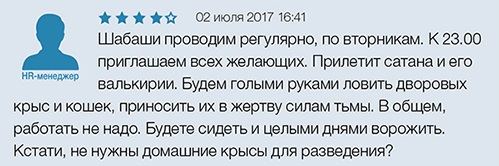 02 июля 2017 16:41
Шабаши проводим регулярно, по вторникам. К 23.00
приглашаем всех желающих. Прилетит сатана и его
HR-менеджер
валькирии. Будем голыми руками ловить дворовых
крыс и кошек, приносить их в жертву силам тьмы. В общем,
работать не надо. Будете сидеть и целыми днями ворожить.
Кстати, не нужны домашние крысы для разведения?